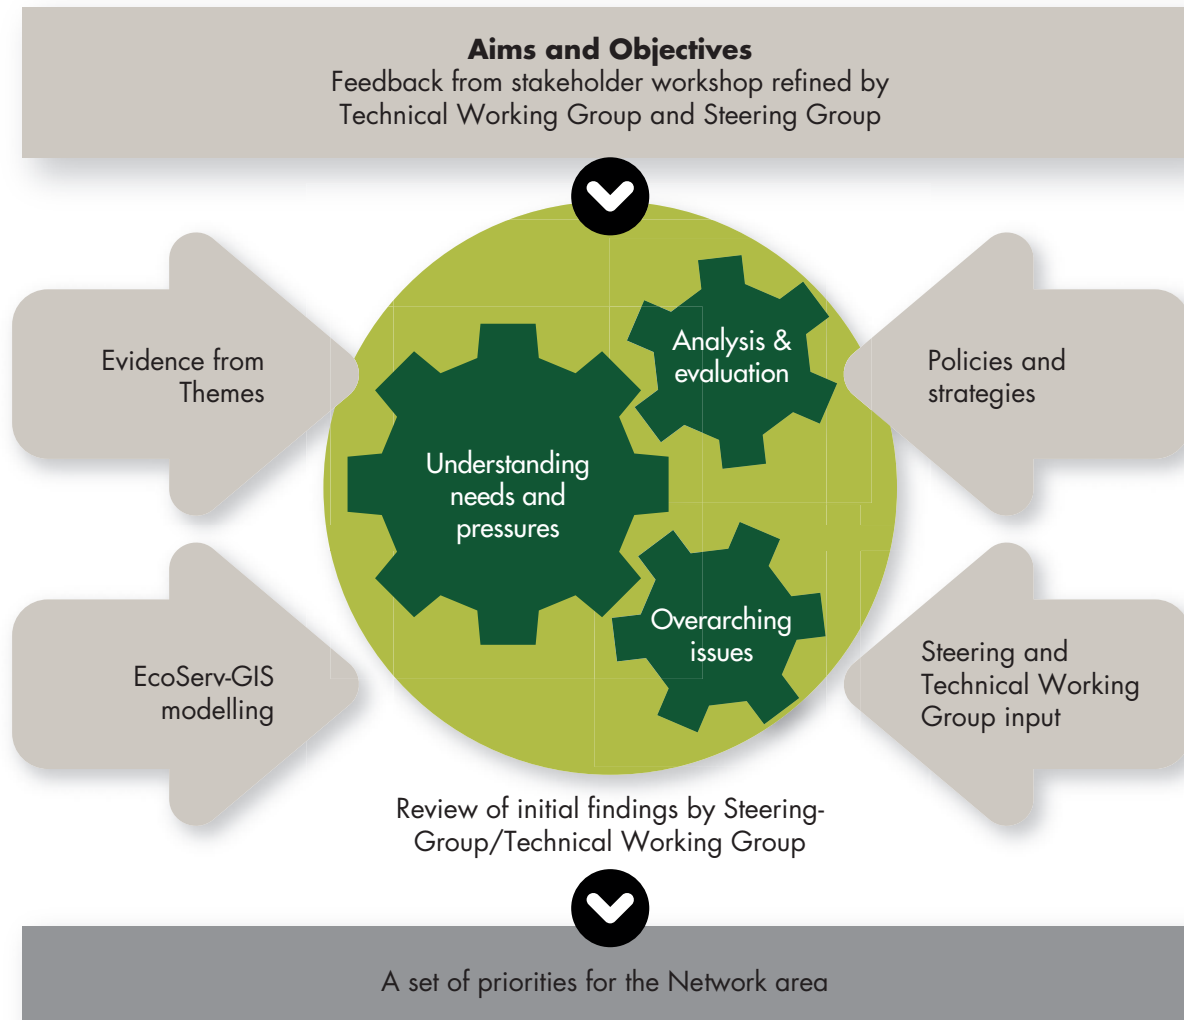 Aims and Objectives
Feedback from stakeholder workshop refined by
Technical Working Group and Steering Group
Evidence from
Themes
EcoServ-GIS
modelling
Understanding
needs and
pressures
Analysis &
evaluation
Overarching
issues
Policies and
strategies
Steering and
Technical Working
Group input
Review of initial findings by Steering-
Group/Technical Working Group
A set of priorities for the Network area